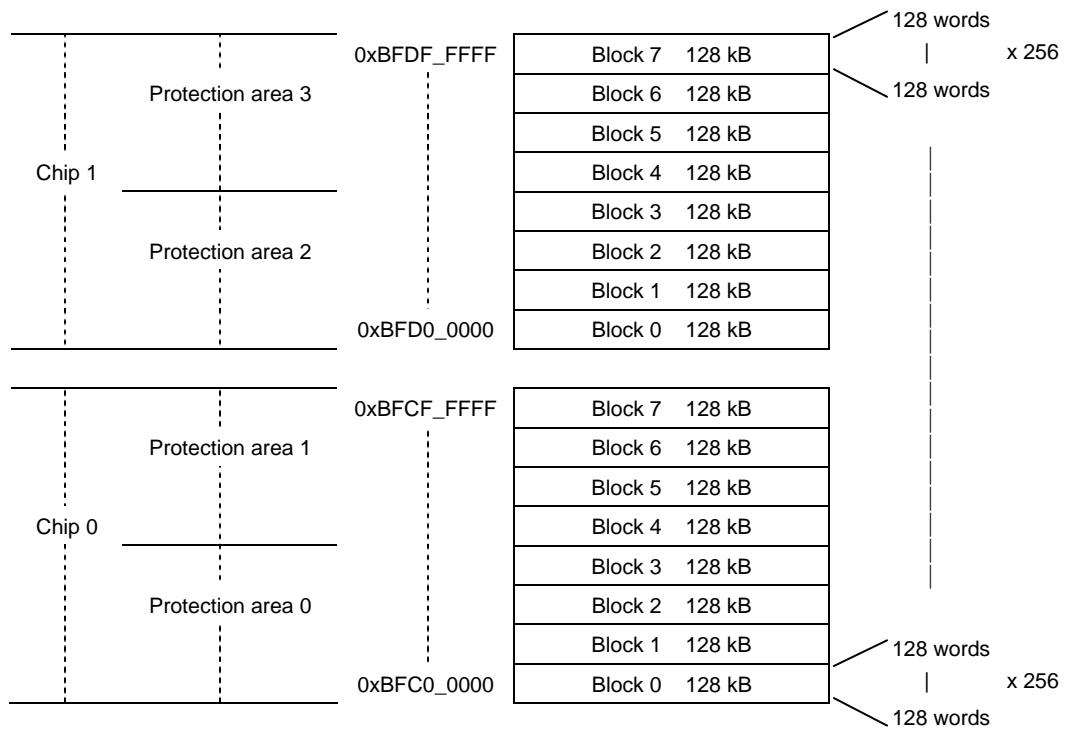 128 words
0xBFDF_FFFF Block 7 128 kB | x 256
Protection area 3 Block 6 128 kB 128 words
Block 5 128 kB
Chip 1 Block 4 128 kB
Block 3 128 kB
Protection area 2 Block 2 128 kB
Block 1 128 kB
0xBFD0_0000 Block 0 128 kB
0xBFCF_FFFF Block 7 128 kB
Protection area 1 Block 6 128 kB
Block 5 128 kB
Chip 0 Block 4 128 kB
Block 3 128 kB
Protection area 0 Block 2 128 kB
Block 1 128 kB 128 words
0xBFC0_0000 Block 0 128 kB | x 256
128 words